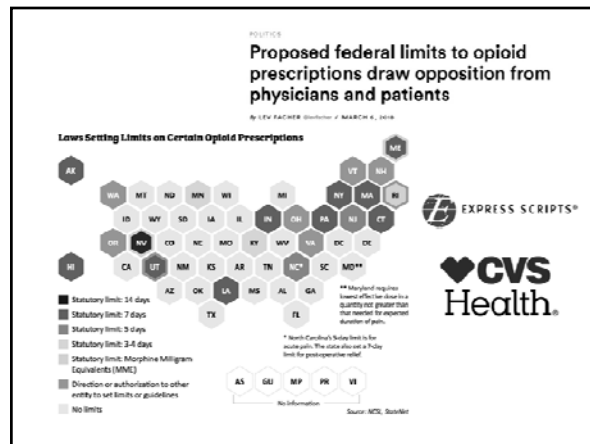 POLITICS
Proposed federal limits to opioid
prescriptions draw opposition from
physicians and patients
By LEV FACHER / MARCH 6, 2018
Laws Setting Limits on Certain Opioid Prescriptions
ME
AK
VT NH
WA MT ND MN WI MI NY MA RI
ID WY SD IA IL IN OH PA NJ CT
OR NV CO NE MO KY WV VA DC DE
HI CA UT NM KS AR TN NC* SC MD**
AZ OK LA MS AL GA
TX FL
EXPRESS SCRIPTS®
CVS
Health.
Statutory limit: 14 days
Statutory limit: 7 days
Statutory limit: 5 days
Statutory limit: 3-4 days
Statutory limit: Morphine Milligram
Equivalents (MME)
Direction or authorization to other
entity to set limits or guidelines
No limits
** Maryland requires
lowest effective dose in a
quantity not greater than
that needed for expected
duration of pain.
* North Carolina's 5-day limit is for
acute pain. The state also set a 7-day
limit for post-operative relief.
AS GU MP PR VI
No information
Source: NCSL, StateNet